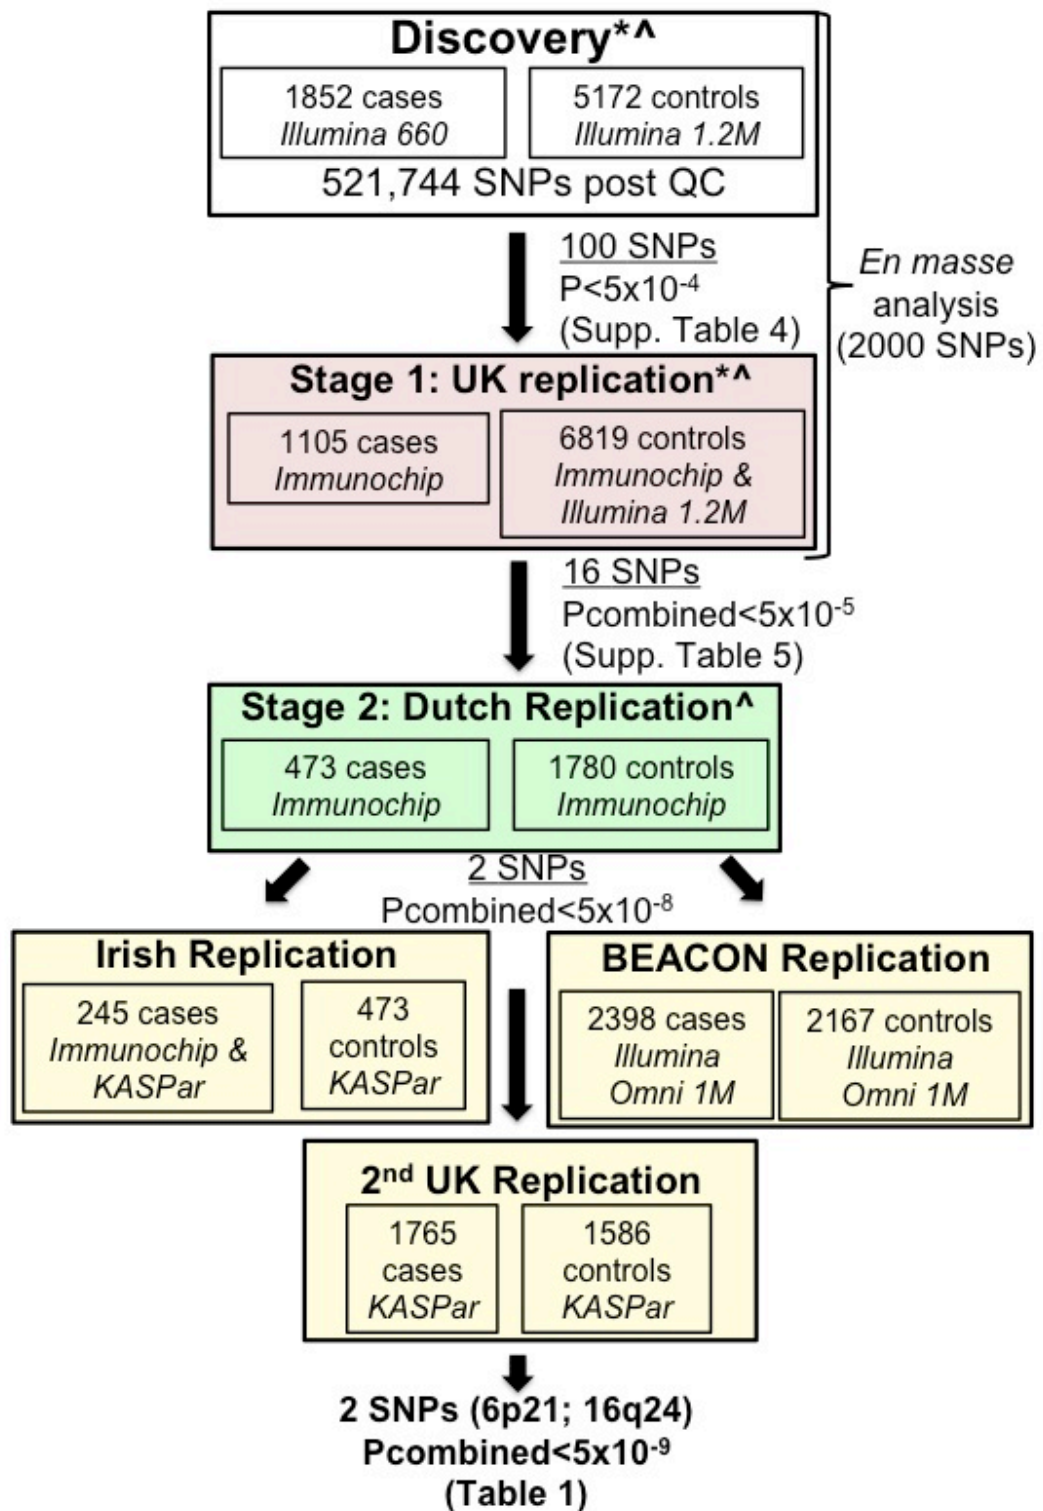 Discovery*^
1852 cases
Illumina 660
5172 controls
Illumina 1.2M
521,744 SNPs post QC
100 SNPs
P<5x10⁻⁴
(Supp. Table 4)
En masse
analysis
(2000 SNPs)
Stage 1: UK replication*^
1105 cases
Immunochip
6819 controls
Immunochip &
Illumina 1.2M
16 SNPs
Pcombined<5x10⁻⁵
(Supp. Table 5)
Stage 2: Dutch Replication^
473 cases
Immunochip
1780 controls
Immunochip
2 SNPs
Pcombined<5x10⁻⁸
Irish Replication
245 cases
Immunochip &
KASPar
473
controls
KASPar
BEACON Replication
2398 cases
Illumina
Omni 1M
2167 controls
Illumina
Omni 1M
2ⁿᵈ UK Replication
1765
cases
KASPar
1586
controls
KASPar
2 SNPs (6p21; 16q24)
Pcombined<5x10⁻⁹
(Table 1)